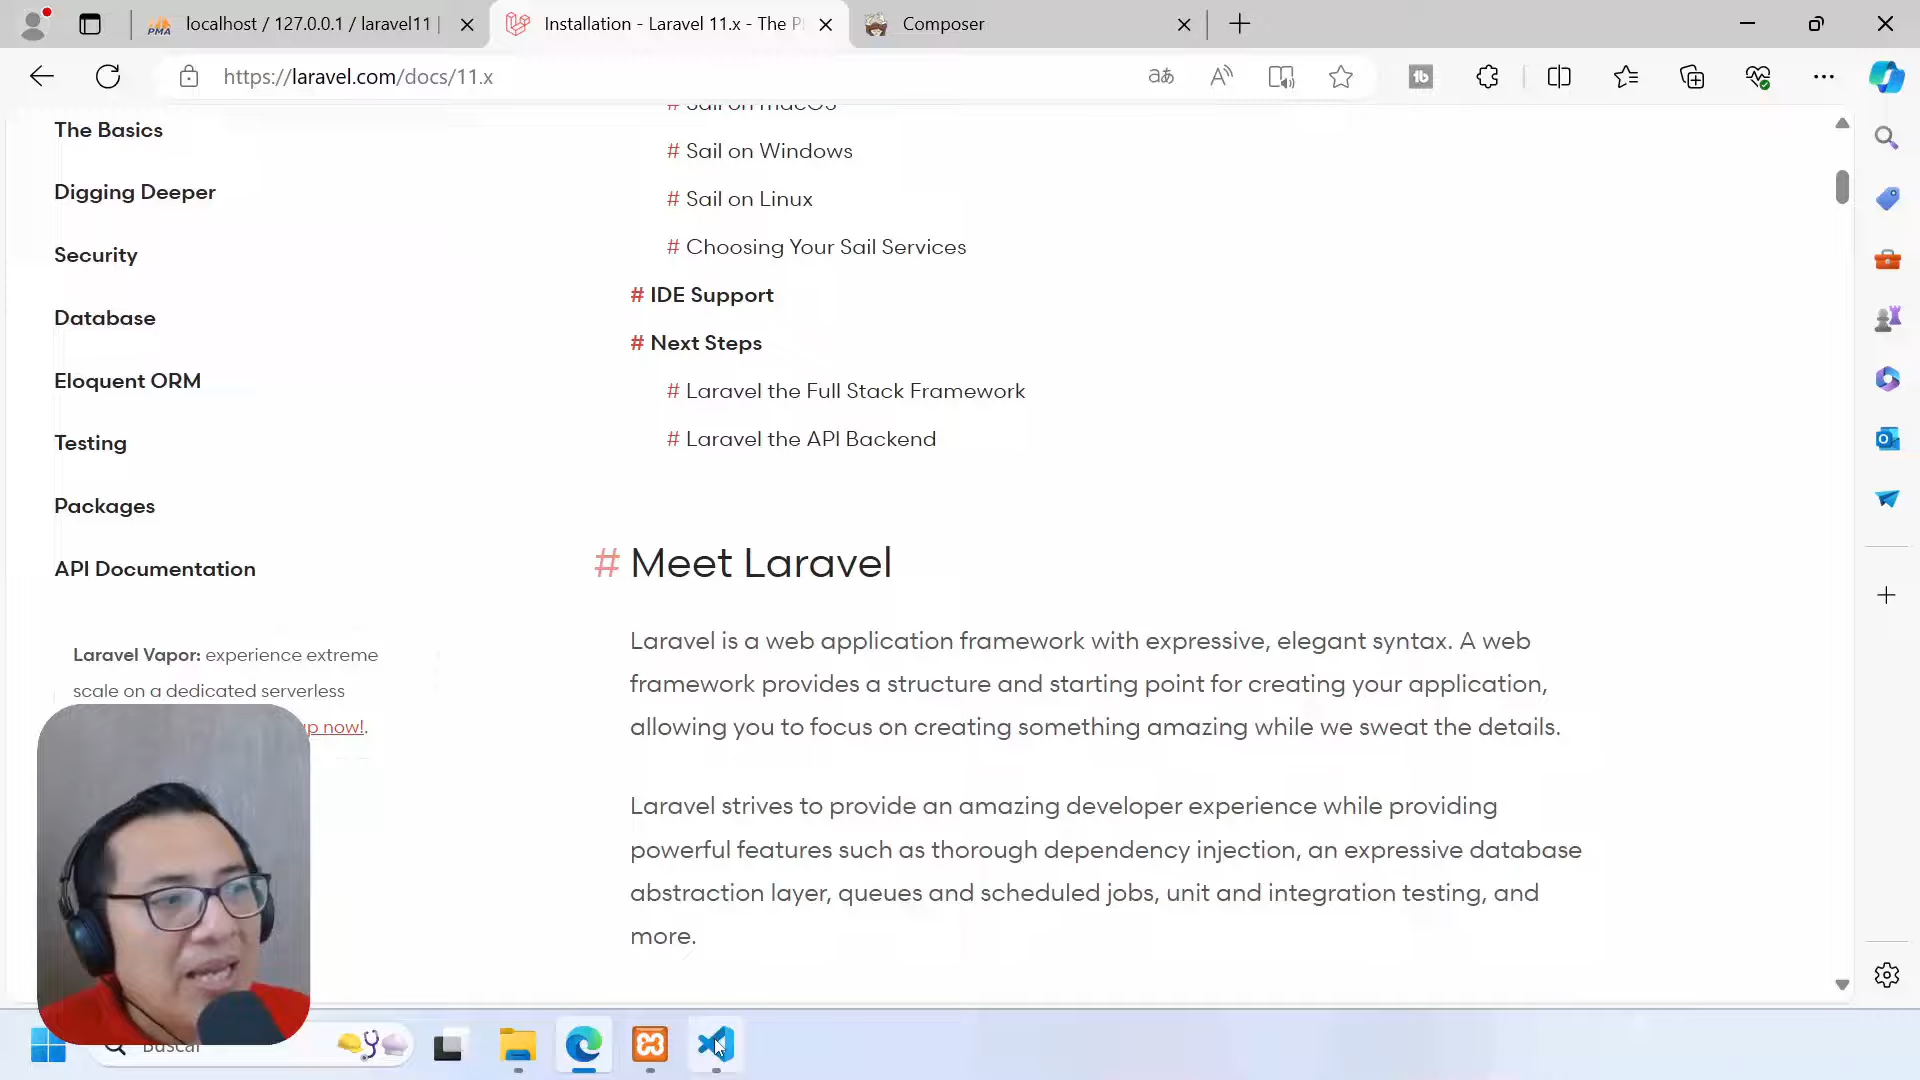 localhost / 127.0.0.1 / laravel11 |
Installation - Laravel 11.x - The P
Composer
https://laravel.com/docs/11.x
# Sail on macOS
The Basics
# Sail on Windows
Digging Deeper
# Sail on Linux
Security
# Choosing Your Sail Services
# IDE Support
Database
# Next Steps
Eloquent ORM
# Laravel the Full Stack Framework
Testing
# Laravel the API Backend
Packages
API Documentation
# Meet Laravel
Laravel is a web application framework with expressive, elegant syntax. A web
framework provides a structure and starting point for creating your application,
allowing you to focus on creating something amazing while we sweat the details.
Laravel Vapor: experience extreme
scale on a dedicated serverless
up now!.
Laravel strives to provide an amazing developer experience while providing
powerful features such as thorough dependency injection, an expressive database
abstraction layer, queues and scheduled jobs, unit and integration testing, and
more.
Buscar